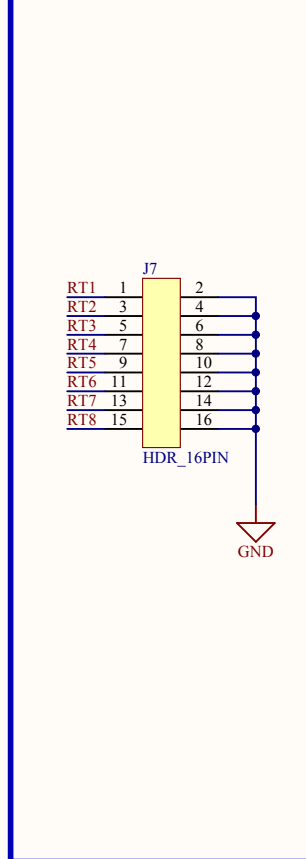 J7
RT1 1 2
RT2 3 4
RT3 5 6
RT4 7 8
RT5 9 10
RT6 11 12
RT7 13 14
RT8 15 16
HDR_16PIN
GND